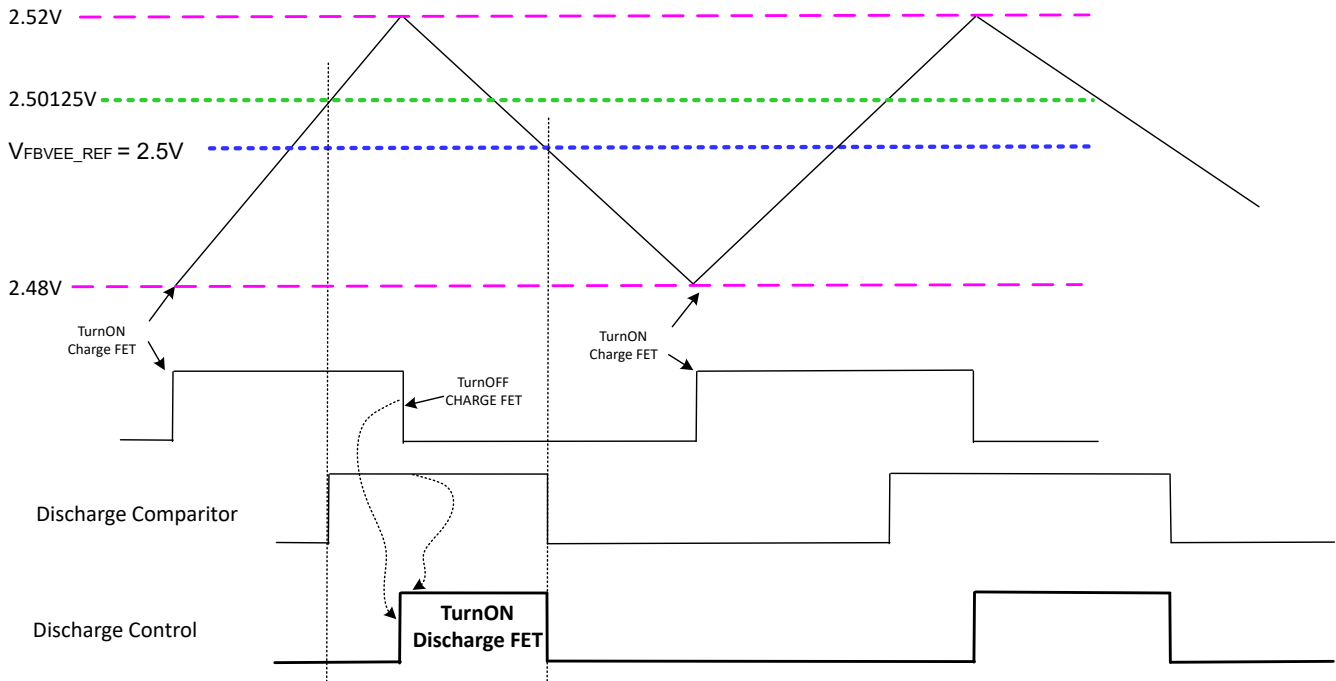 2.52V
2.50125V
VFBVEE_REF = 2.5V
2.48V
TurnON
Charge FET
TurnON
Charge FET
TurnOFF
CHARGE FET
Discharge Comparitor
Discharge Control
TurnON
Discharge FET